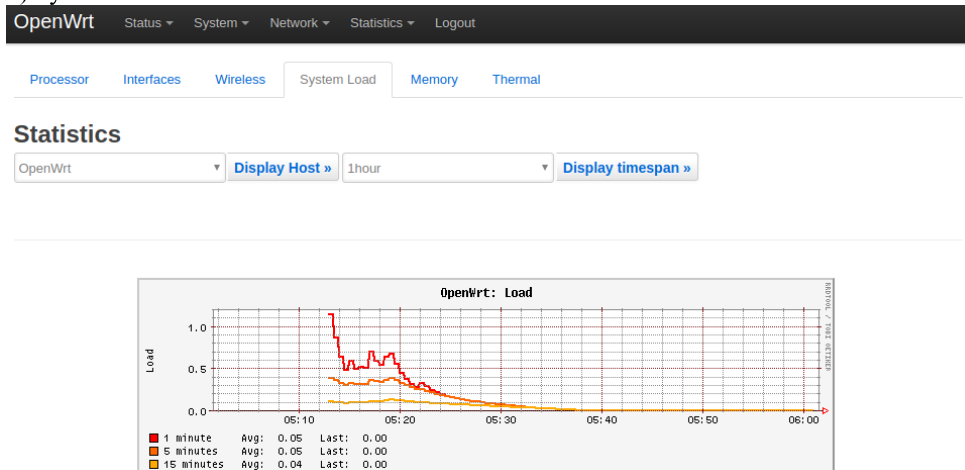 OpenWrt Status System Network Statistics Logout
Processor Interfaces Wireless System Load Memory Thermal
Statistics
OpenWrt Display Host » 1hour Display timespan »
OpenWrt: Load
RRDTOOL / TOBI OETIKER
Load
1.0
0.5
0.0
05:10 05:20 05:30 05:40 05:50 06:00
1 minute Avg: 0.05 Last: 0.00
5 minutes Avg: 0.05 Last: 0.00
15 minutes Avg: 0.04 Last: 0.00